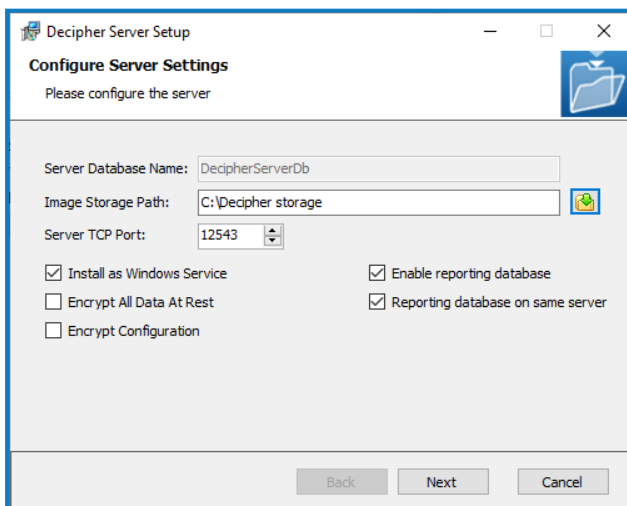 Decipher Server Setup
Configure Server Settings
Please configure the server
Server Database Name: DecipherServerDb
Image Storage Path: C:\Decipher storage
Server TCP Port: 12543
Install as Windows Service Enable reporting database
Encrypt All Data At Rest Reporting database on same server
Encrypt Configuration
Back Next Cancel